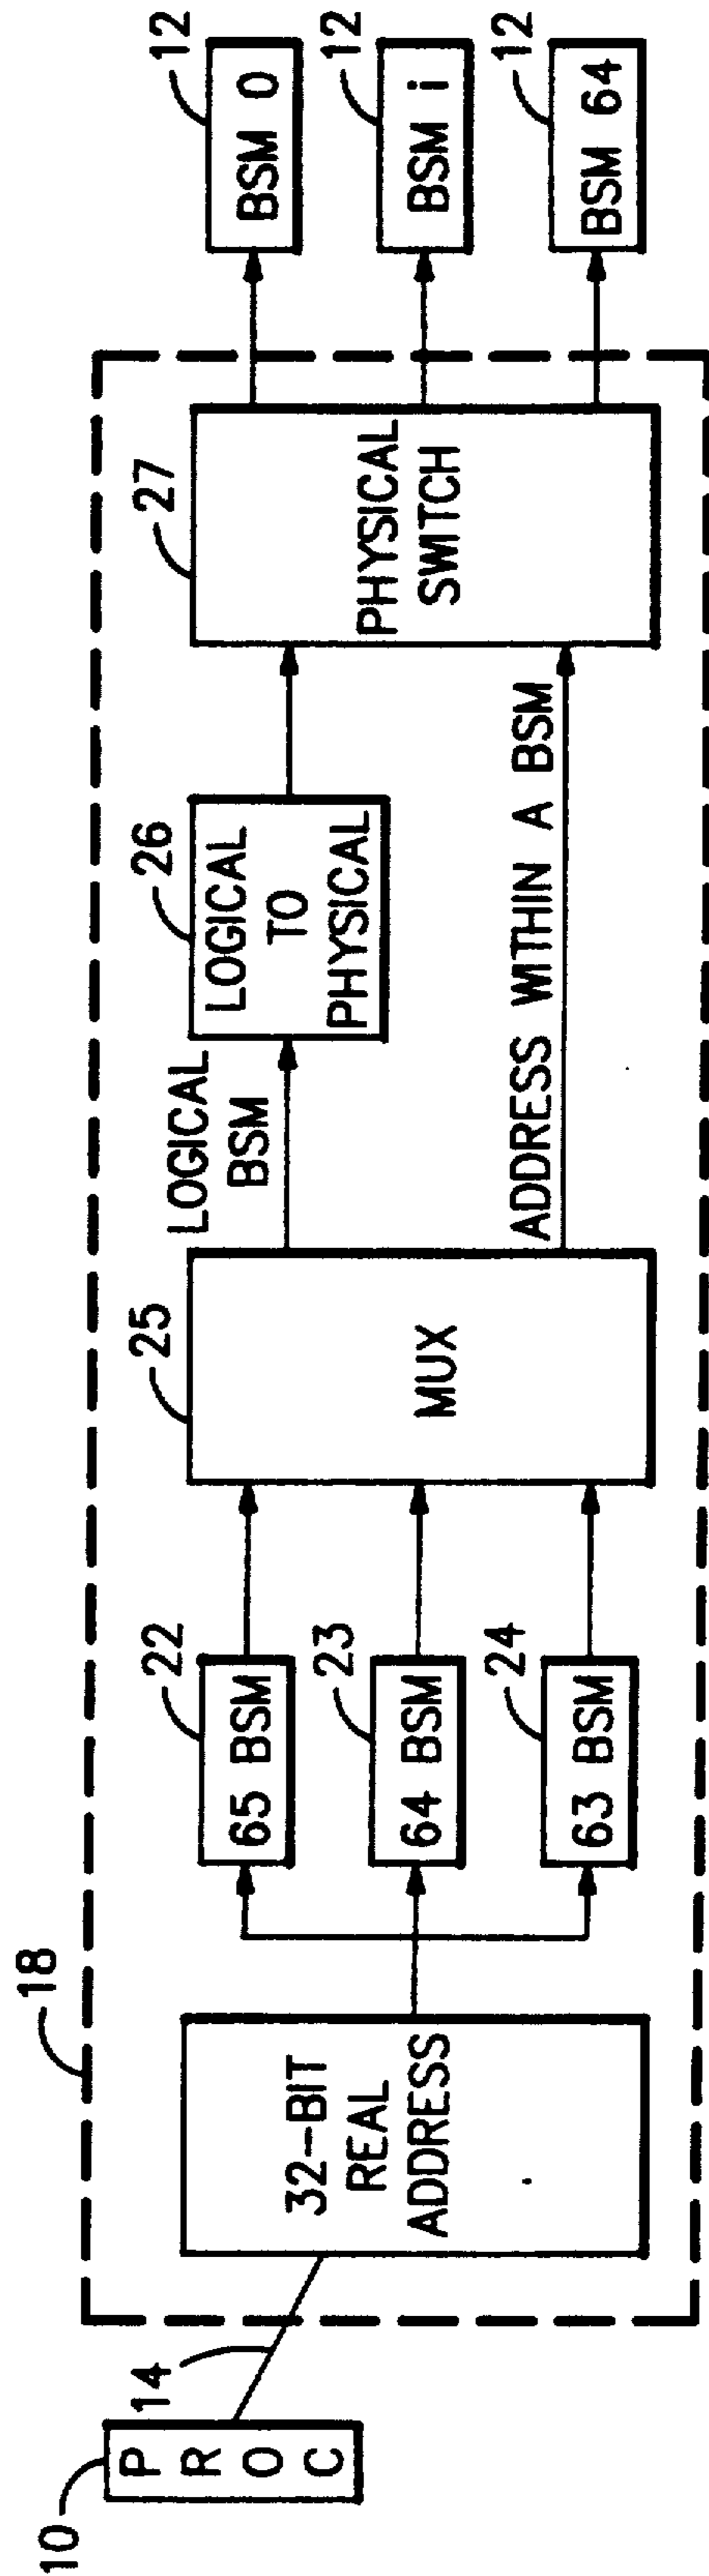 10
P
R
O
C
14
18
32-BIT
REAL
ADDRESS
22
65 BSM
23
64 BSM
24
63 BSM
25
MUX
LOGICAL
BSM
ADDRESS WITHIN A BSM
26
LOGICAL
TO
PHYSICAL
27
PHYSICAL
SWITCH
12
BSM 0
12
BSM i
12
BSM 64